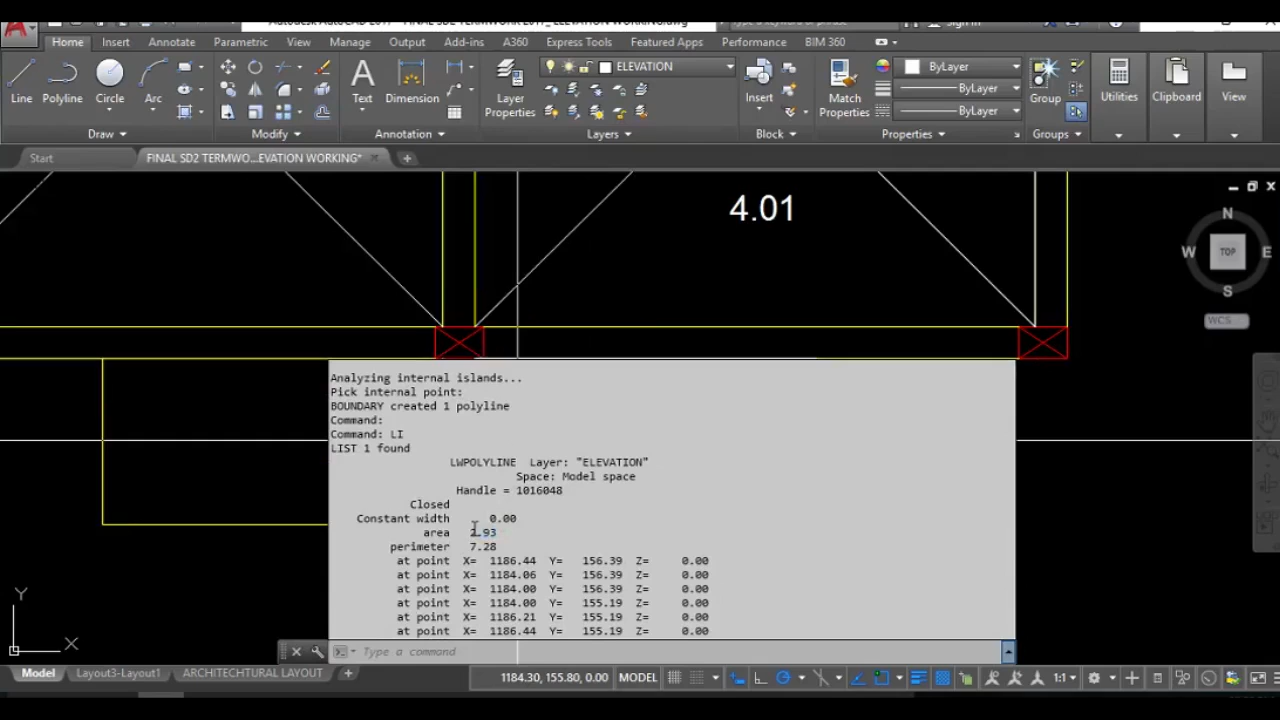 Home Insert Annotate Parametric View Manage Output Add-ins A360 Express Tools Featured Apps Performance BIM 360
ELEVATION
ByLayer
ByLayer
ByLayer
Line Polyline Circle Arc
Text Dimension
Layer
Properties
Insert
Match
Properties
Group
Utilities Clipboard View
Draw Modify Annotation Layers Block Properties Groups
Start FINAL SD2 TERMWO...EVATION WORKING*
4.01
N
W TOP E
S
WCS
Analyzing internal islands...
Pick internal point:
BOUNDARY created 1 polyline
Command:
Command: LI
LIST 1 found
LWPOLYLINE Layer: "ELEVATION"
Space: Model space
Handle = 1016048
Closed
Constant width 0.00
area
perimeter 7.28
at point X= 1186.44 Y= 156.39 Z= 0.00
at point X= 1184.06 Y= 156.39 Z= 0.00
at point X= 1184.00 Y= 156.39 Z= 0.00
at point X= 1184.00 Y= 155.19 Z= 0.00
at point X= 1186.21 Y= 155.19 Z= 0.00
at point X= 1186.44 Y= 155.19 Z= 0.00
Type a command
Y
X
Model Layout3-Layout1 ARCHITECHTURAL LAYOUT
1184.30, 155.80, 0.00 MODEL 1:1